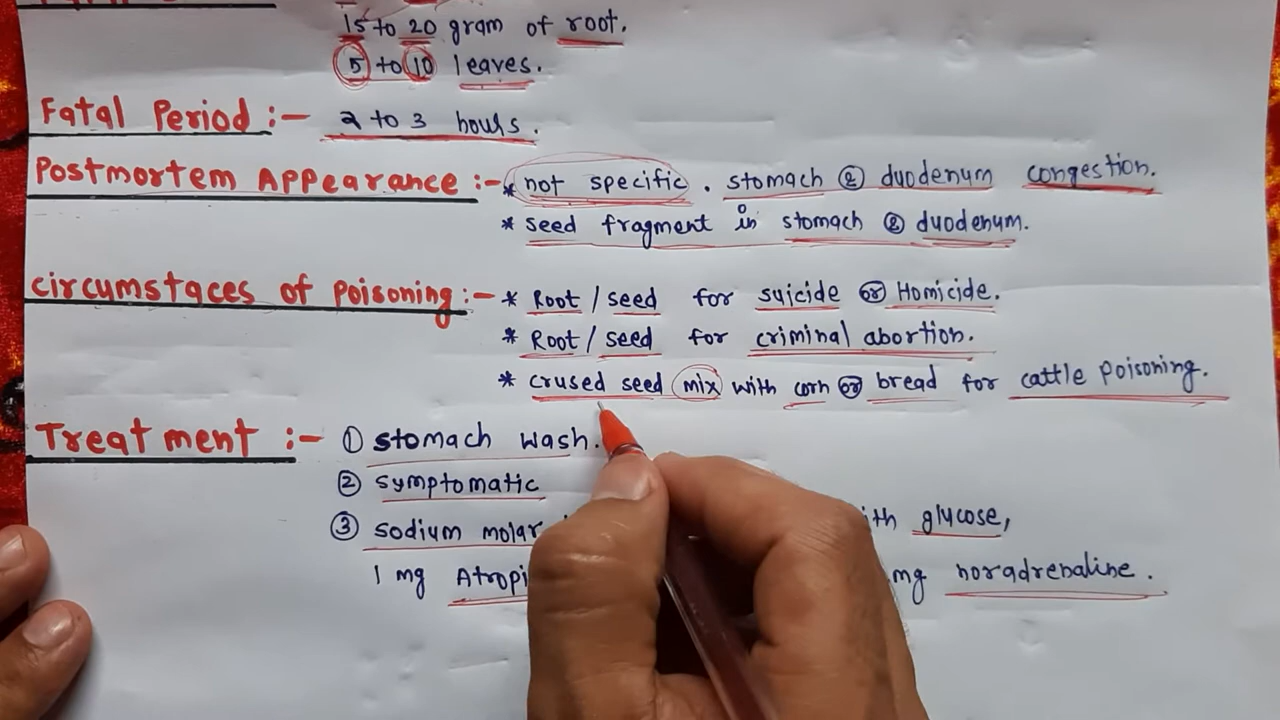 15 to 20 gram of root.
5 to 10 leaves.
Fatal Period :- 2 to 3 hours.
Postmortem Appearance :- * not specific. stomach & duodenum congestion.
* seed fragment in stomach & duodenum.
circumstaces of poisoning :- * Root / seed for suicide or Homicide.
* Root / seed for criminal abortion.
* crused seed mix with corn or bread for cattle poisoning.
Treatment :- ① stomach wash.
② symptomatic
③ sodium molar glucose,
1 mg mg noradrenaline.